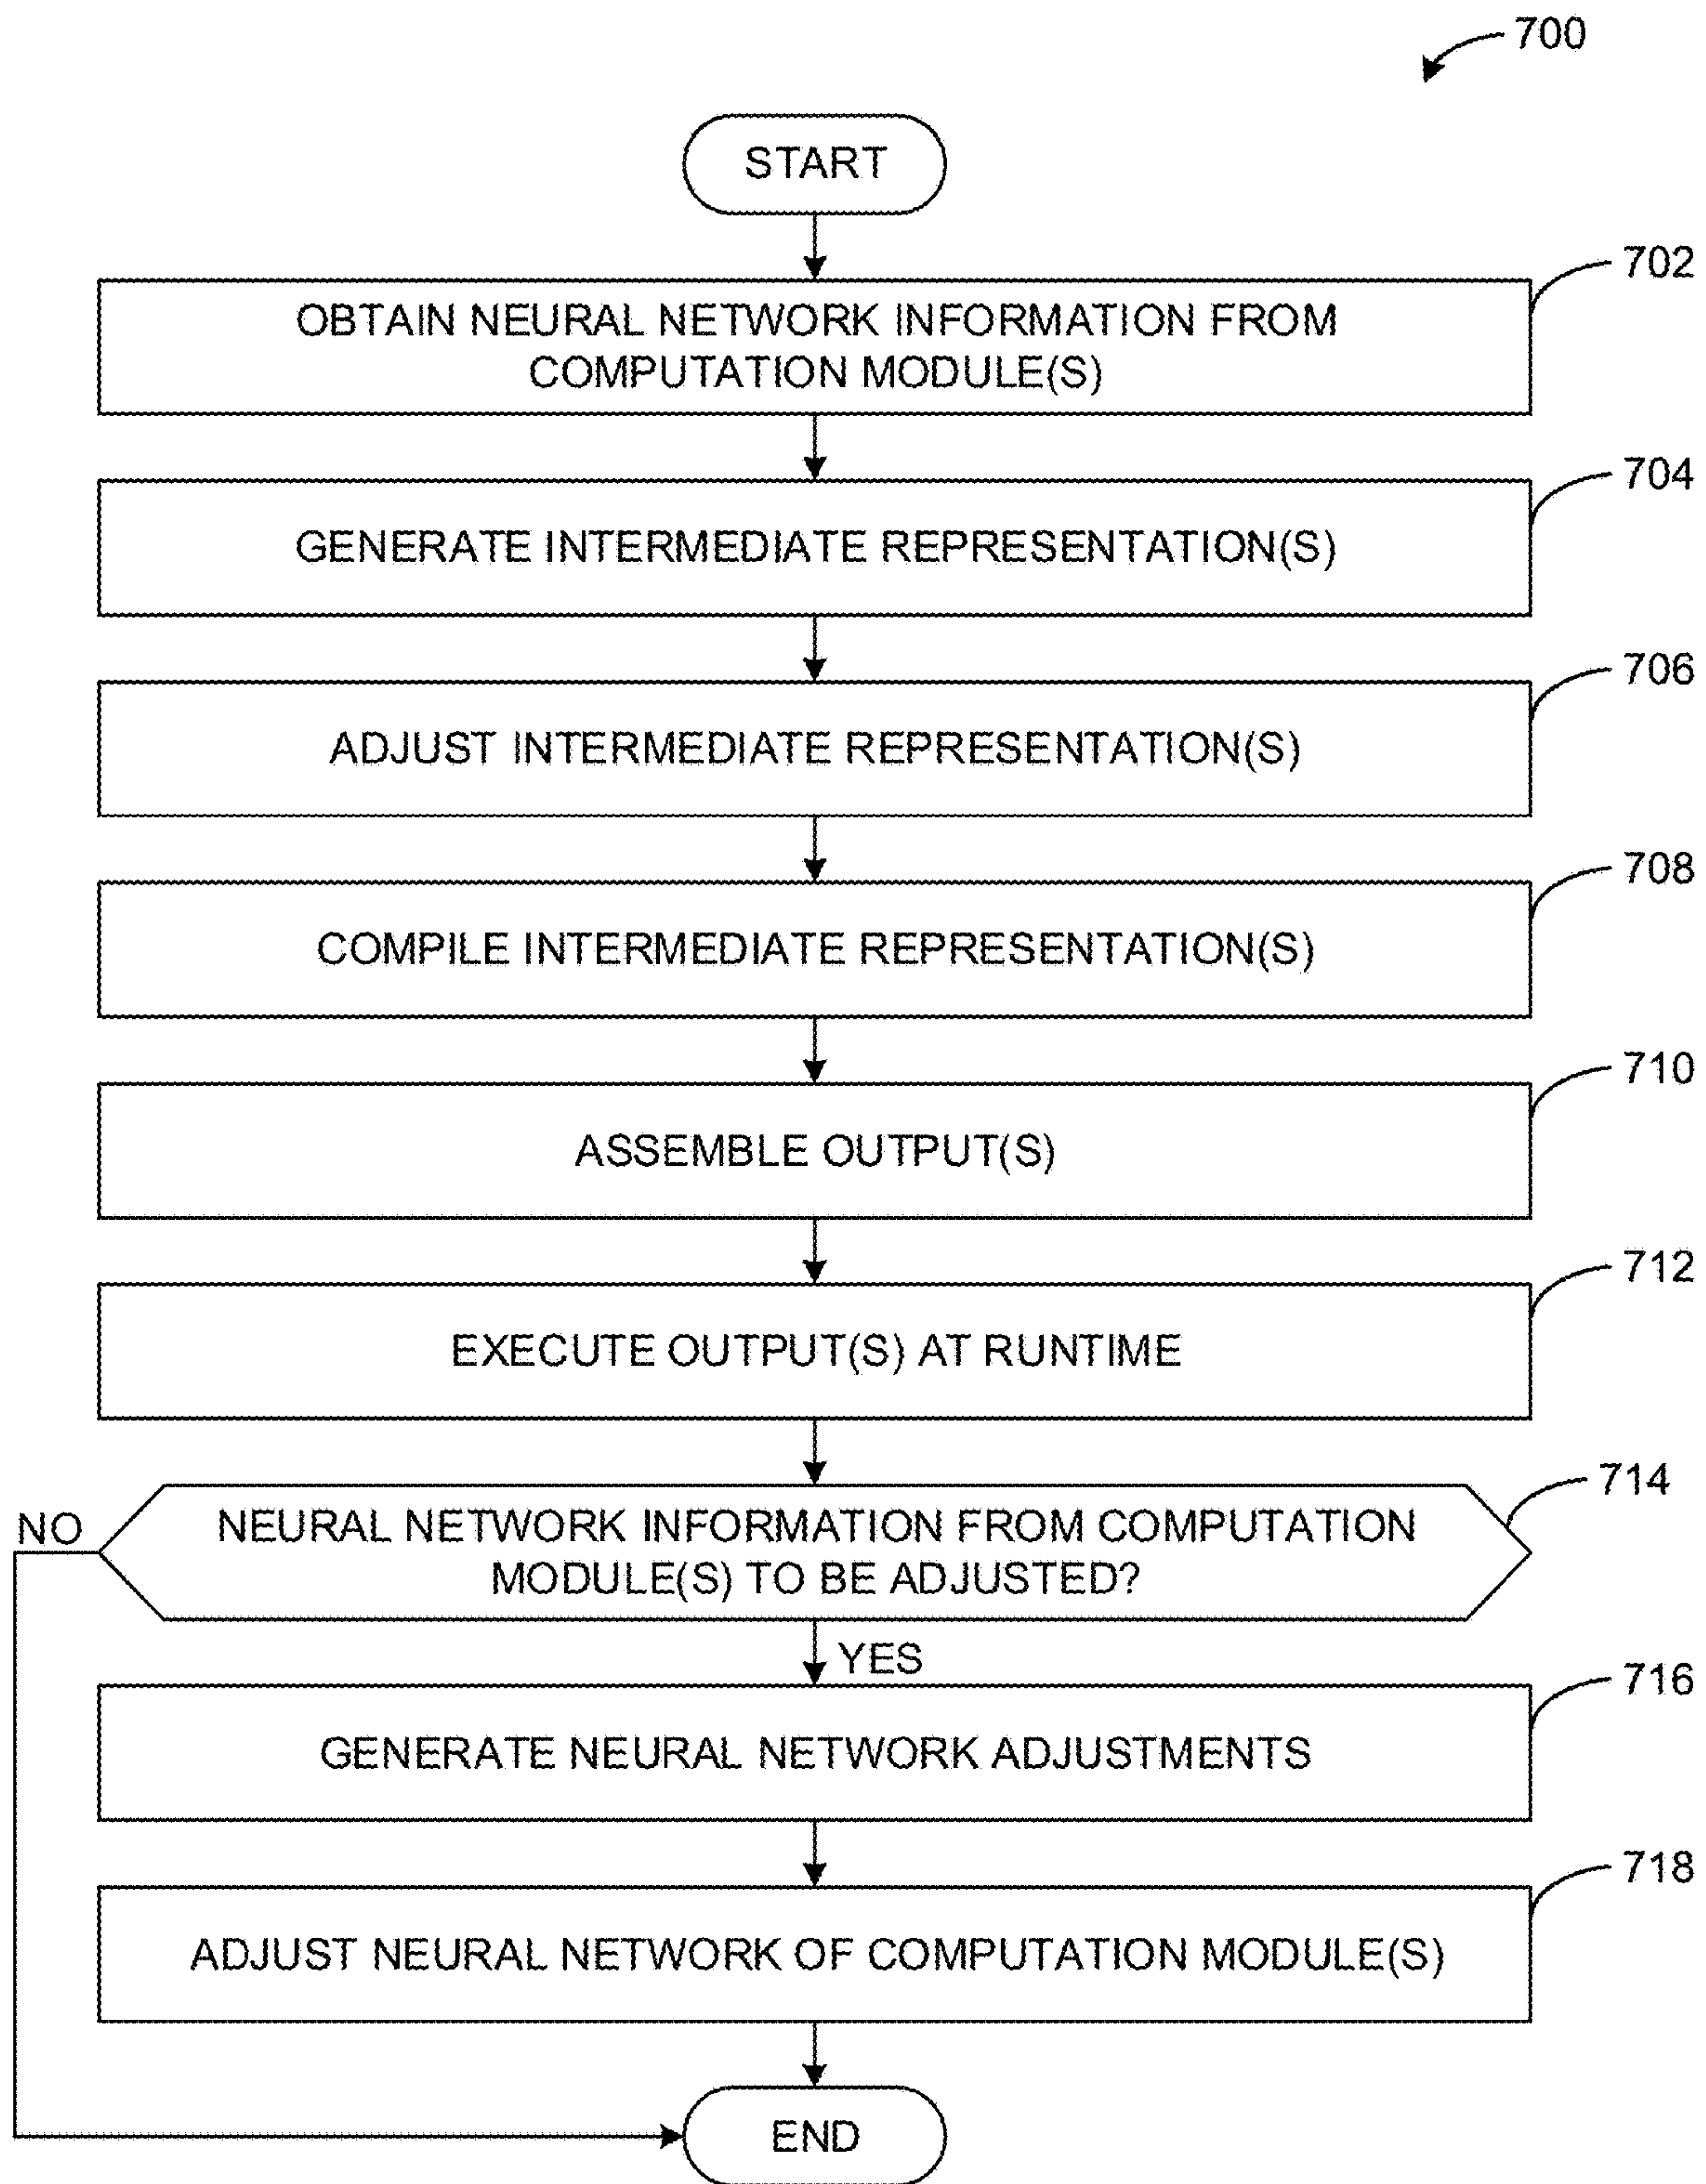 700
START
702
OBTAIN NEURAL NETWORK INFORMATION FROM
COMPUTATION MODULE(S)
704
GENERATE INTERMEDIATE REPRESENTATION(S)
706
ADJUST INTERMEDIATE REPRESENTATION(S)
708
COMPILE INTERMEDIATE REPRESENTATION(S)
710
ASSEMBLE OUTPUT(S)
712
EXECUTE OUTPUT(S) AT RUNTIME
714
NO
NEURAL NETWORK INFORMATION FROM COMPUTATION
MODULE(S) TO BE ADJUSTED?
YES
716
GENERATE NEURAL NETWORK ADJUSTMENTS
718
ADJUST NEURAL NETWORK OF COMPUTATION MODULE(S)
END